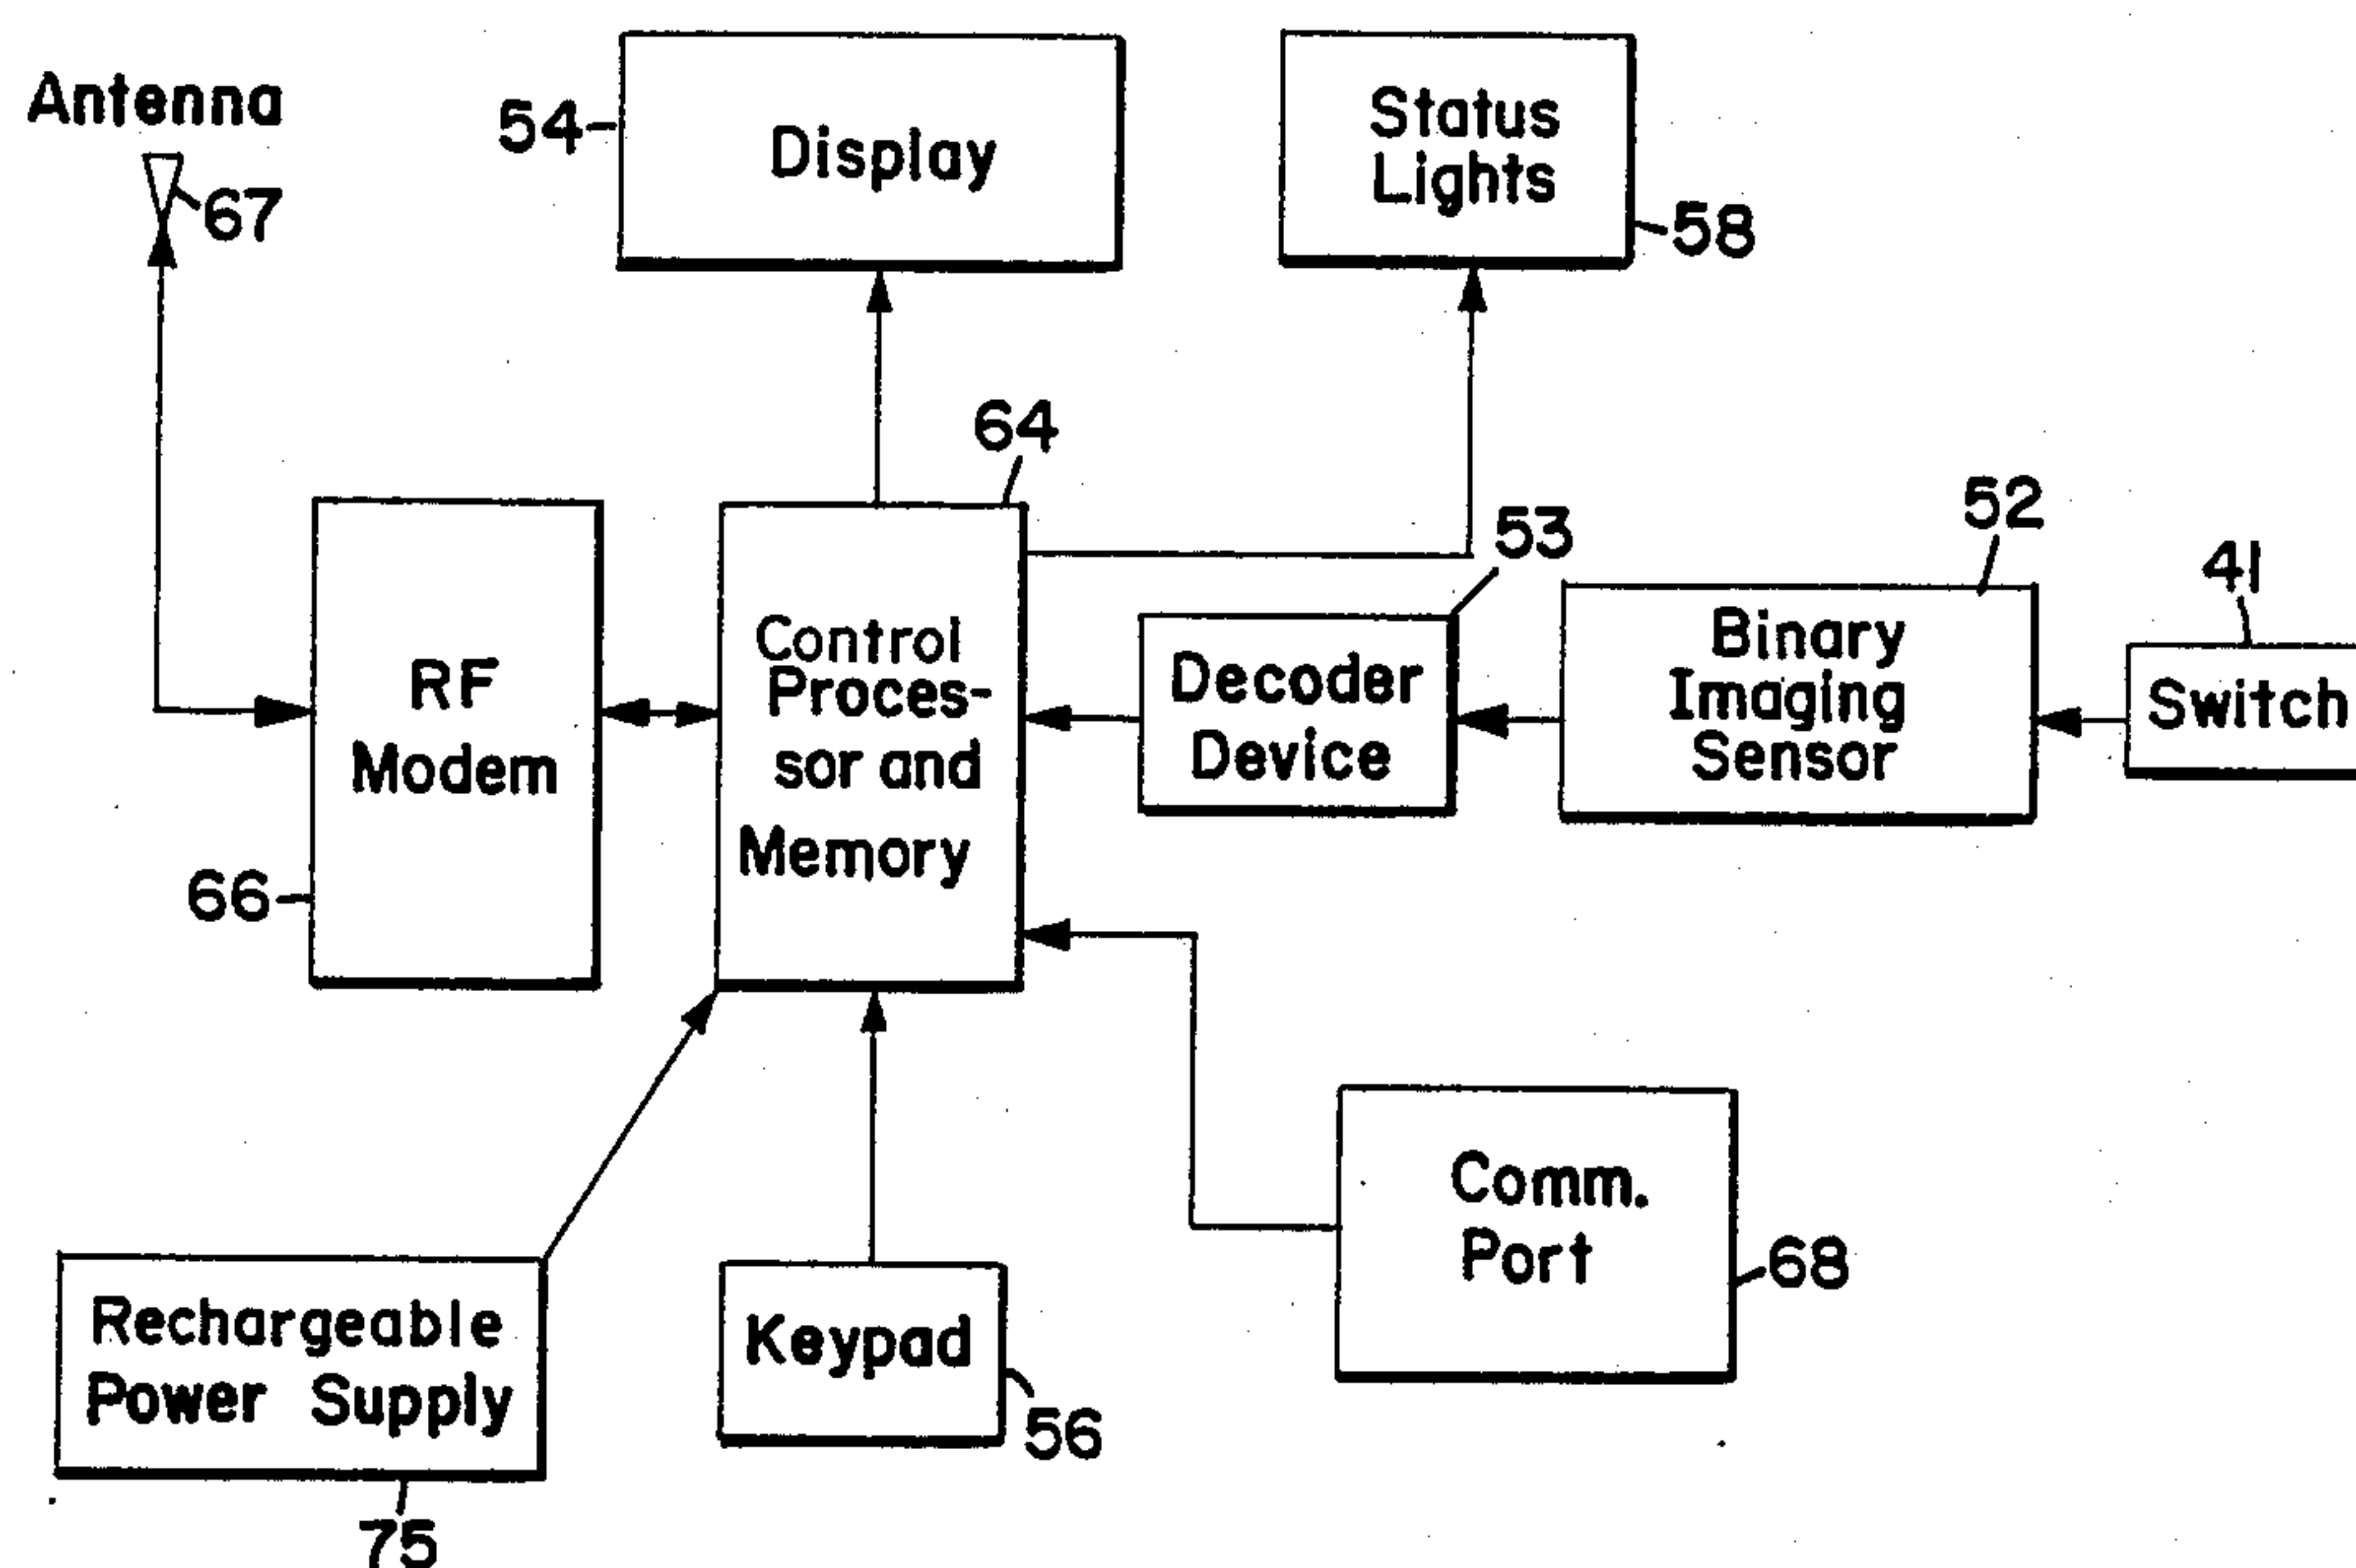 Antenna
67
54
Display
Status
Lights
58
64
53
52
41
RF
Modem
66
Control
Proces-
sor and
Memory
Decoder
Device
Binary
Imaging
Sensor
Switch
Comm.
Port
68
Rechargeable
Power Supply
75
Keypad
56